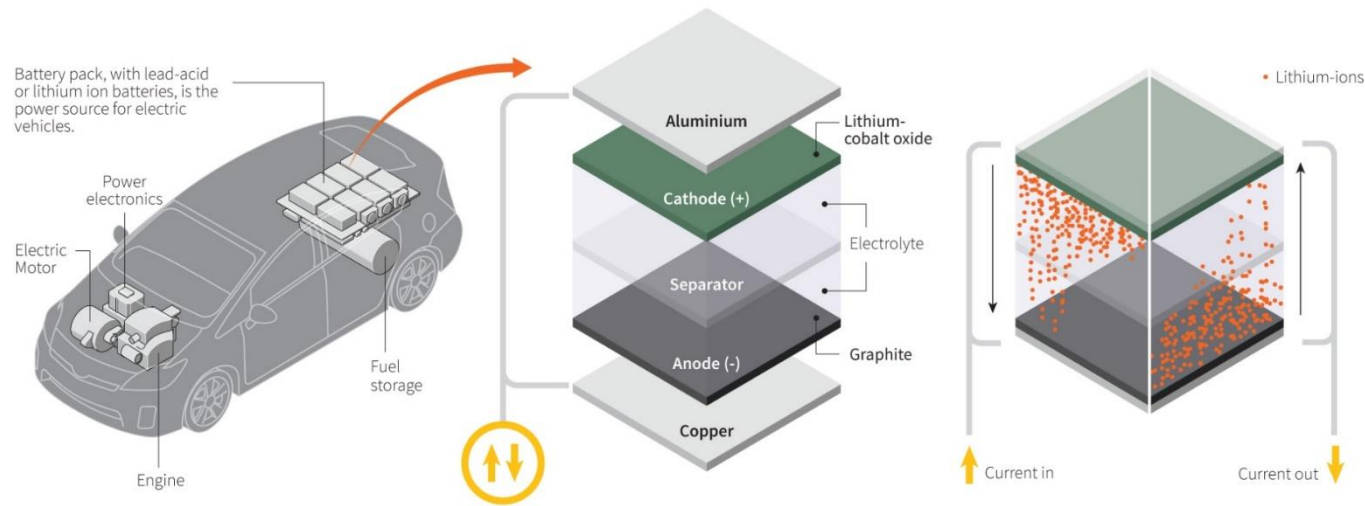 Battery pack, with lead-acid
or lithium ion batteries, is the
power source for electric
vehicles.
Power
electronics
Electric
Motor
Fuel
storage
Engine
Aluminium
Lithium-
cobalt oxide
Cathode (+)
Electrolyte
Separator
Graphite
Anode (-)
Copper
Lithium-ions
Current in
Current out